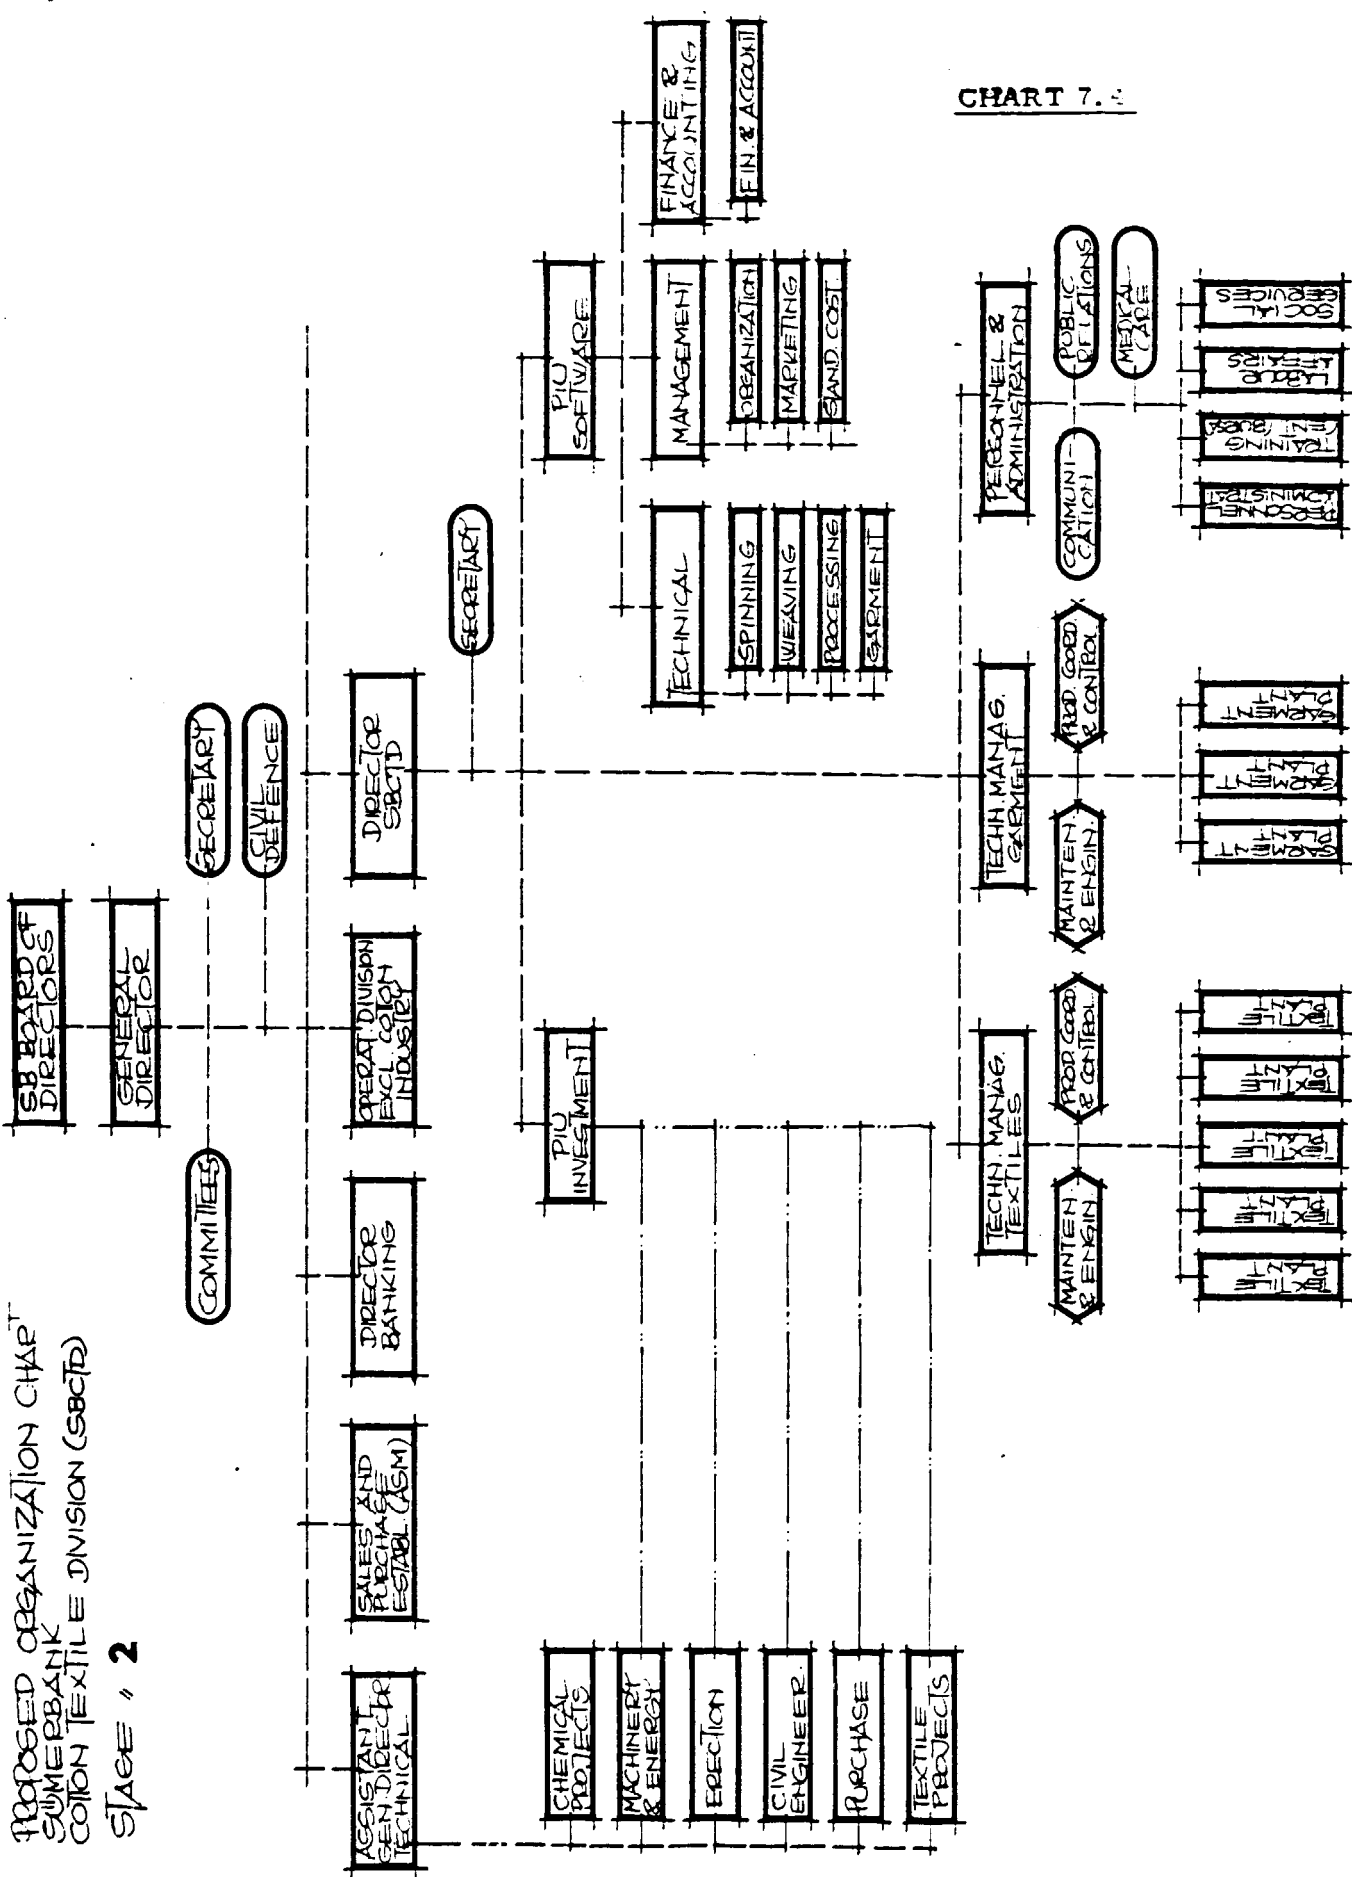 CHART 7.
PROPOSED ORGANIZATION CHART
SÜMERBANK
COTTON TEXTILE DIVISION (SBCTD)
STAGE " 2
SB BOARD OF
DIRECTORS
GENERAL
DIRECTOR
COMMITTEES
SECRETARY
CIVIL
DEFENCE
ASSISTANT
GEN. DIRECTOR
TECHNICAL
SALES AND
PURCHASE
ESTABL. (ASM)
DIRECTOR
BANKING
OPERAT. DIVISION
EXCL. COTTON
INDUSTRY
DIRECTOR
SBCTD
SECRETARY
PIU
INVESTMENT
PIU
SOFTWARE
CHEMICAL
PROJECTS
MACHINERY
& ENERGY
ERECTION
CIVIL
ENGINEER.
PURCHASE
TEXTILE
PROJECTS
TECHNICAL
SPINNING
WEAVING
PROCESSING
GARMENT
MANAGEMENT
ORGANIZATION
MARKETING
STAND. COST.
FINANCE &
ACCOUNTING
FIN. & ACCOUNT
TECHN. MANAG.
TEXTILES
MAINTEN.
& ENGIN.
PROD. COORD.
& CONTROL
TECHN. MANAG.
GARMENT
MAINTEN.
& ENGIN.
PROD. COORD.
& CONTROL
PERSONNEL &
ADMINISTRATION
COMMUNI-
CATION
PUBLIC
RELATIONS
MEDICAL
CARE
TEXTILE
PLANT
TEXTILE
PLANT
TEXTILE
PLANT
TEXTILE
PLANT
TEXTILE
PLANT
GARMENT
PLANT
GARMENT
PLANT
GARMENT
PLANT
PERSONNEL
ADMINISTRAT.
TRAINING
LABOUR
AFFAIRS
SOCIAL
SERVICES